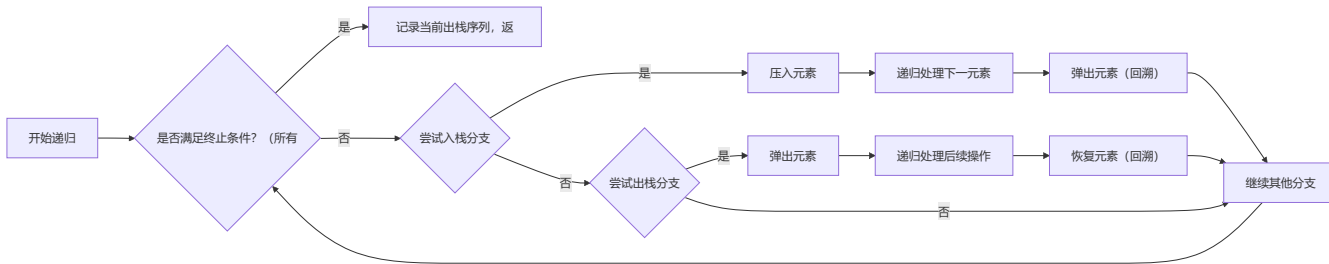 开始递归
是否满足终止条件？（所有
是
记录当前出栈序列，返
否
尝试入栈分支
是
压入元素
递归处理下一元素
弹出元素（回溯）
否
尝试出栈分支
是
弹出元素
递归处理后续操作
恢复元素（回溯）
否
继续其他分支